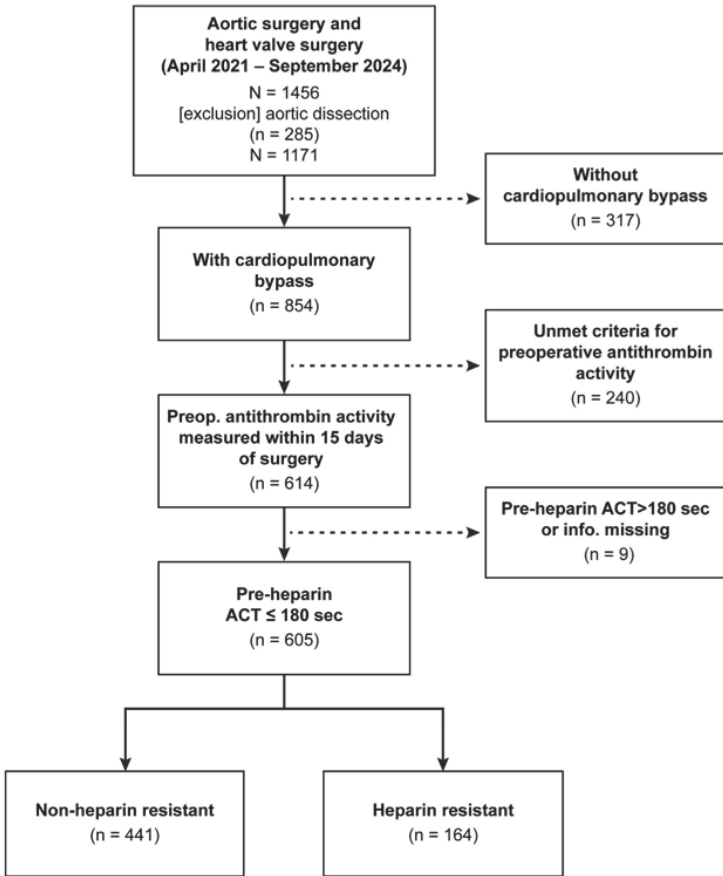 Aortic surgery and
heart valve surgery
(April 2021 – September 2024)
N = 1456
[exclusion] aortic dissection
(n = 285)
N = 1171
Without
cardiopulmonary bypass
(n = 317)
With cardiopulmonary
bypass
(n = 854)
Unmet criteria for
preoperative antithrombin
activity
(n = 240)
Preop. antithrombin activity
measured within 15 days
of surgery
(n = 614)
Pre-heparin ACT>180 sec
or info. missing
(n = 9)
Pre-heparin
ACT ≤ 180 sec
(n = 605)
Non-heparin resistant
(n = 441)
Heparin resistant
(n = 164)